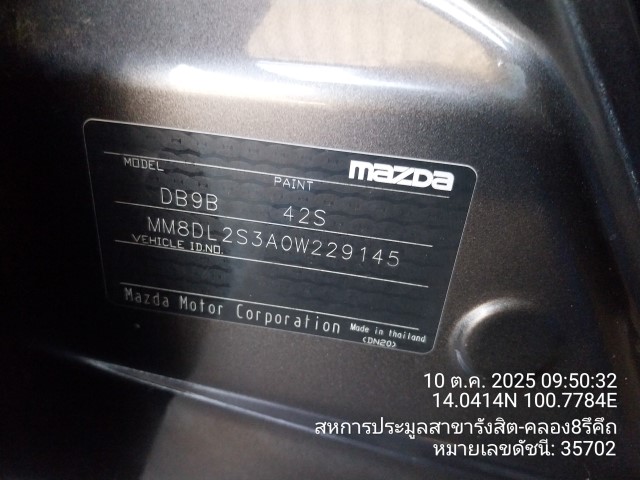 mazda
MODEL
PAINT
DB9B 42S
MM8DL2S3A0W229145
VEHICLE I.D.NO.
Mazda Motor Corporation Made in thailand
(DN20)
10 ต.ค. 2025 09:50:32
14.0414N 100.7784E
สหการประมูลสาขารังสิต-คลอง8รีคีถ
หมายเลขดัชนี: 35702